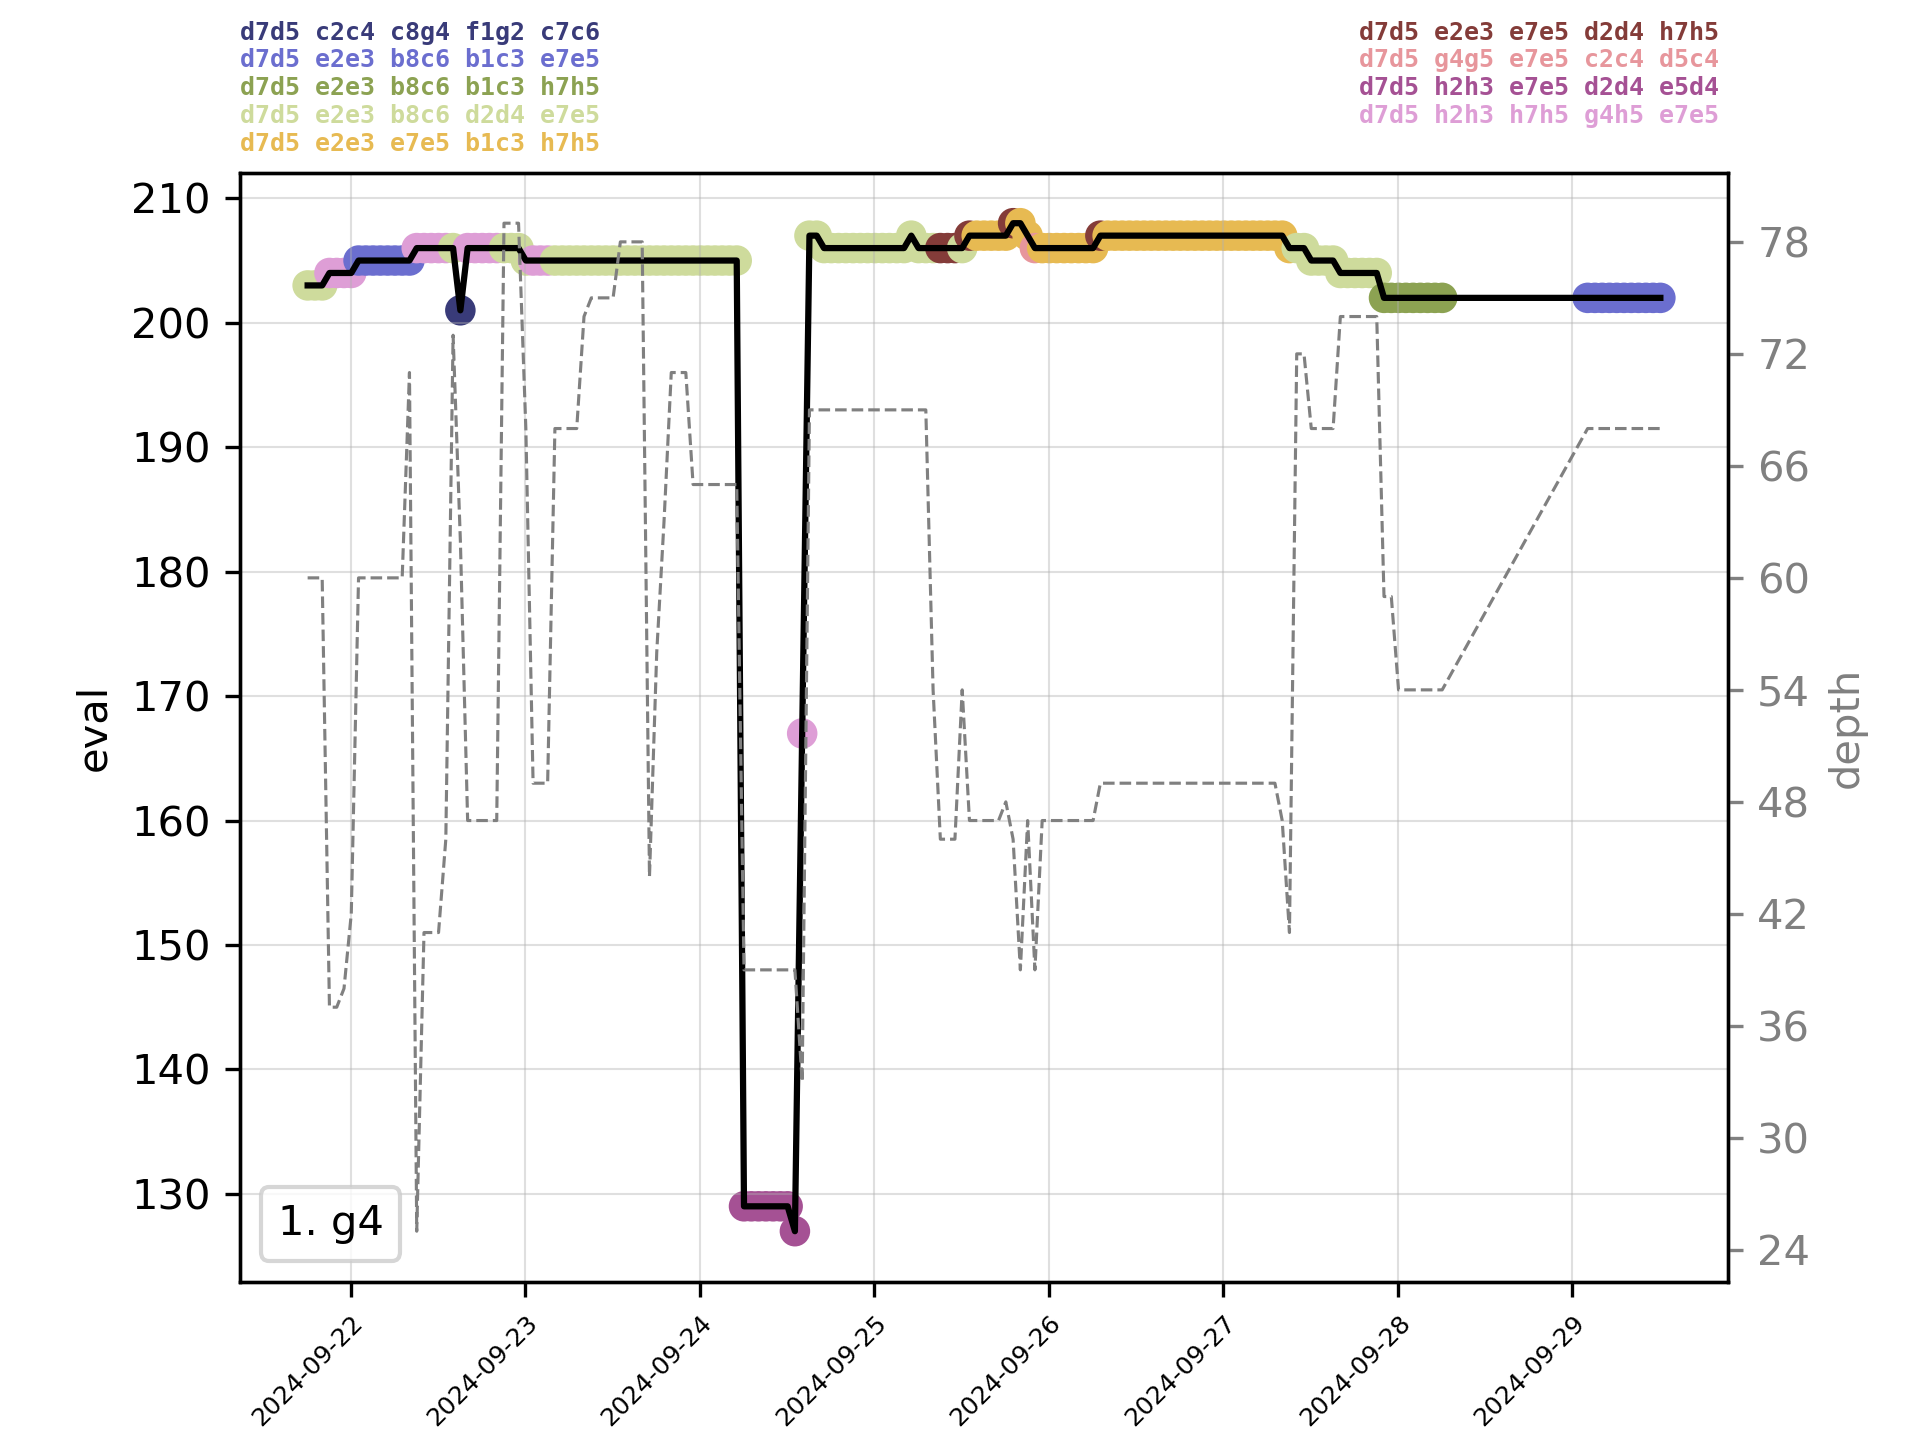 d7d5 c2c4 c8g4 f1g2 c7c6
d7d5 e2e3 b8c6 b1c3 e7e5
d7d5 e2e3 b8c6 b1c3 h7h5
d7d5 e2e3 b8c6 d2d4 e7e5
d7d5 e2e3 e7e5 b1c3 h7h5
d7d5 e2e3 e7e5 d2d4 h7h5
d7d5 g4g5 e7e5 c2c4 d5c4
d7d5 h2h3 e7e5 d2d4 e5d4
d7d5 h2h3 h7h5 g4h5 e7e5
210
200
190
180
170
160
150
140
130
eval
78
72
66
60
54
48
42
36
30
24
depth
1. g4
2024-09-22
2024-09-23
2024-09-24
2024-09-25
2024-09-26
2024-09-27
2024-09-28
2024-09-29